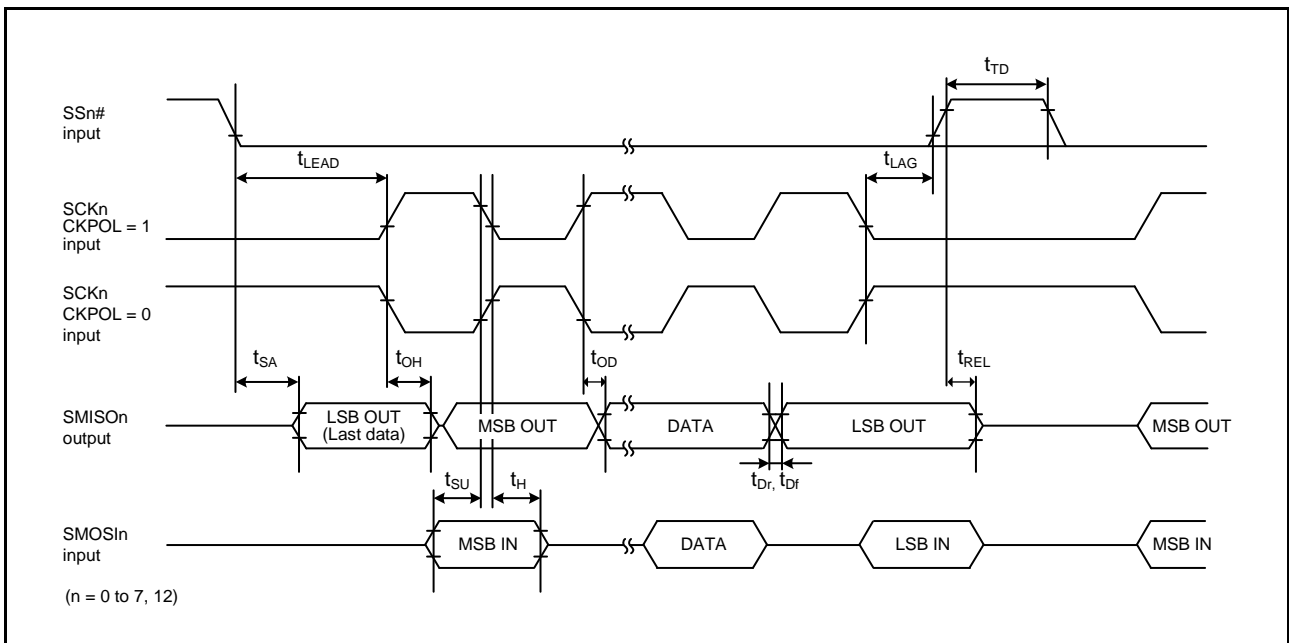 tTD
SSn#
input
tLEAD
tLAG
SCKn
CKPOL = 1
input
SCKn
CKPOL = 0
input
tSA
tOH
tOD
tREL
SMISOn
output
LSB OUT
(Last data)
MSB OUT
DATA
LSB OUT
MSB OUT
tSU
tH
tDr, tDf
SMOSIn
input
MSB IN
DATA
LSB IN
MSB IN
(n = 0 to 7, 12)